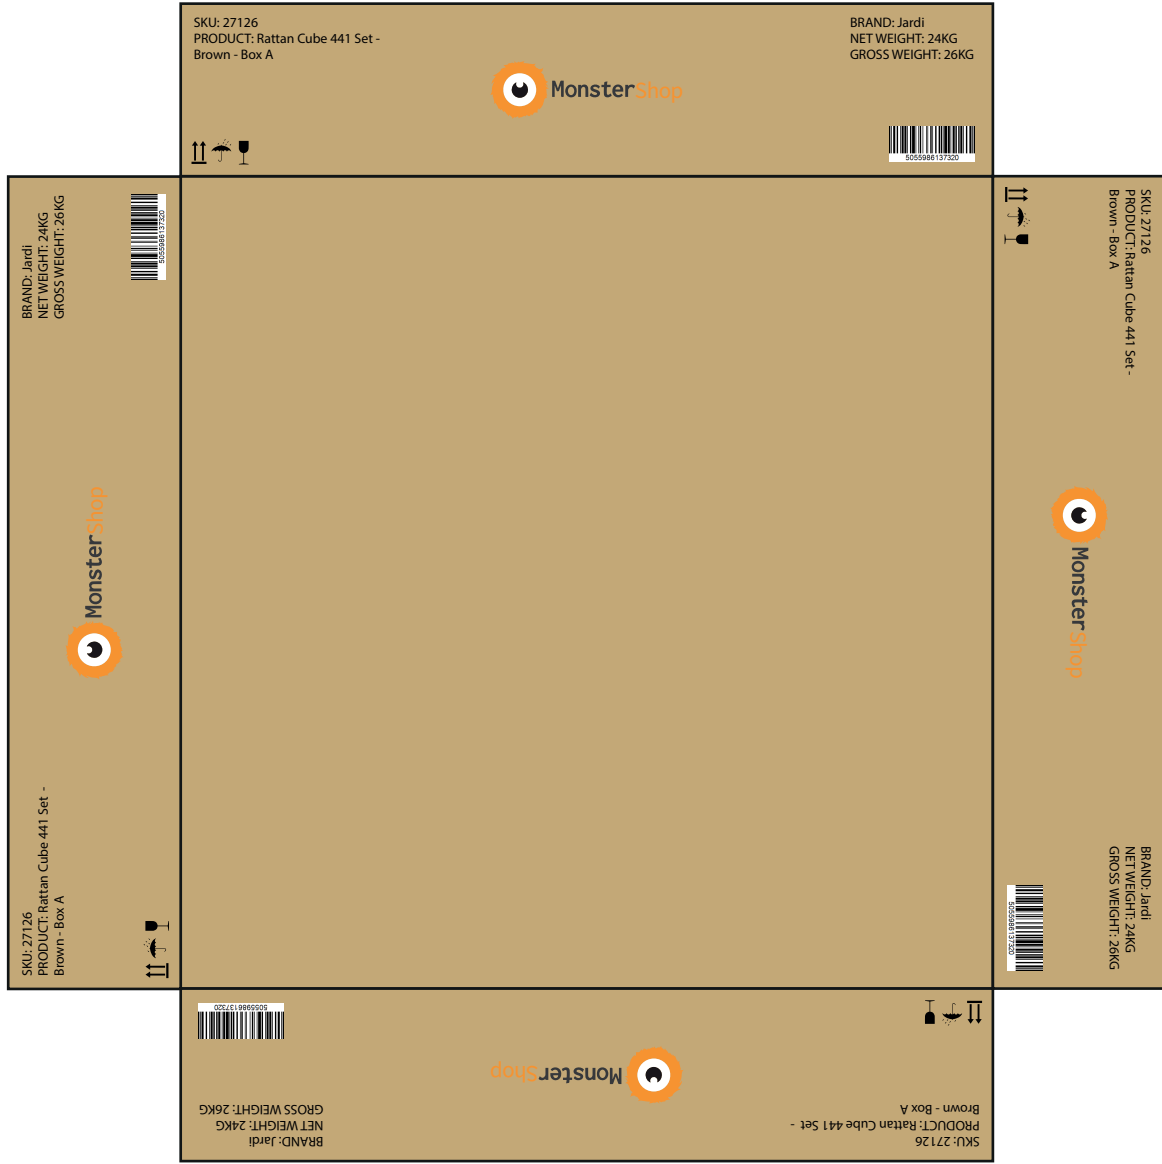 SKU: 27126
PRODUCT: Rattan Cube 441 Set -
Brown - Box A
BRAND: Jardi
NET WEIGHT: 24KG
GROSS WEIGHT: 26KG
MonsterShop
5055986137320
BRAND: Jardi
NET WEIGHT: 24KG
GROSS WEIGHT: 26KG
5055986137320
MonsterShop
SKU: 27126
PRODUCT: Rattan Cube 441 Set -
Brown - Box A
SKU: 27126
PRODUCT: Rattan Cube 441 Set -
Brown - Box A
MonsterShop
BRAND: Jardi
NET WEIGHT: 24KG
GROSS WEIGHT: 26KG
5055986137320
5055986137320
MonsterShop
SKU: 27126
PRODUCT: Rattan Cube 441 Set -
Brown - Box A
BRAND: Jardi
NET WEIGHT: 24KG
GROSS WEIGHT: 26KG